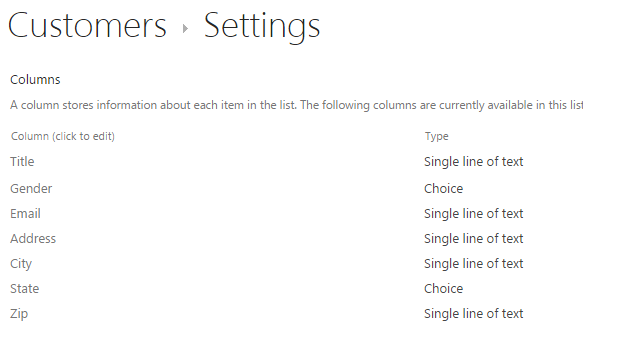 Customers ▸ Settings
Columns
A column stores information about each item in the list. The following columns are currently available in this list
Column (click to edit) Type
Title Single line of text
Gender Choice
Email Single line of text
Address Single line of text
City Single line of text
State Choice
Zip Single line of text